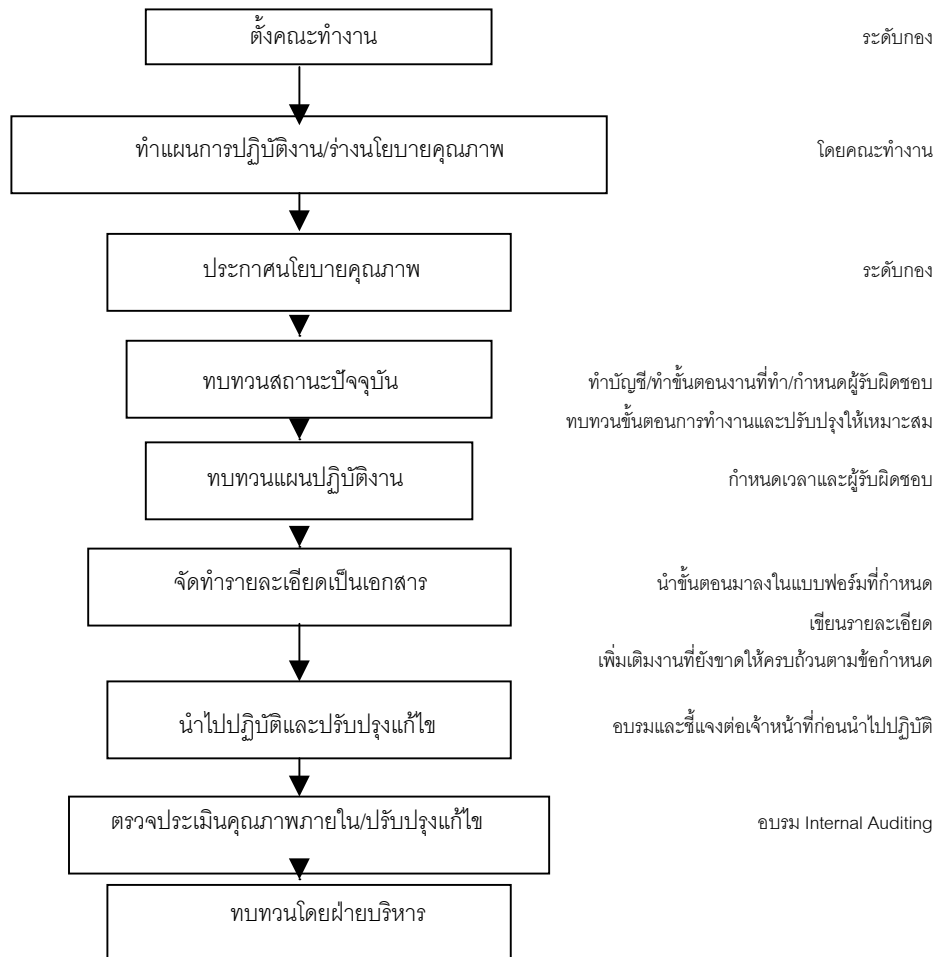 ตั้งคณะทำงาน ระดับกอง
ทำแผนการปฏิบัติงาน/ร่างนโยบายคุณภาพ โดยคณะทำงาน
ประกาศนโยบายคุณภาพ ระดับกอง
ทบทวนสถานะปัจจุบัน ทำบัญชี/ทำขั้นตอนงานที่ทำ/กำหนดผู้รับผิดชอบ
ทบทวนขั้นตอนการทำงานและปรับปรุงให้เหมาะสม
ทบทวนแผนปฏิบัติงาน กำหนดเวลาและผู้รับผิดชอบ
จัดทำรายละเอียดเป็นเอกสาร นำขั้นตอนมาลงในแบบฟอร์มที่กำหนด
เขียนรายละเอียด
เพิ่มเติมงานที่ยังขาดให้ครบถ้วนตามข้อกำหนด
นำไปปฏิบัติและปรับปรุงแก้ไข อบรมและชี้แจงต่อเจ้าหน้าที่ก่อนนำไปปฏิบัติ
ตรวจประเมินคุณภาพภายใน/ปรับปรุงแก้ไข อบรม Internal Auditing
ทบทวนโดยฝ่ายบริหาร